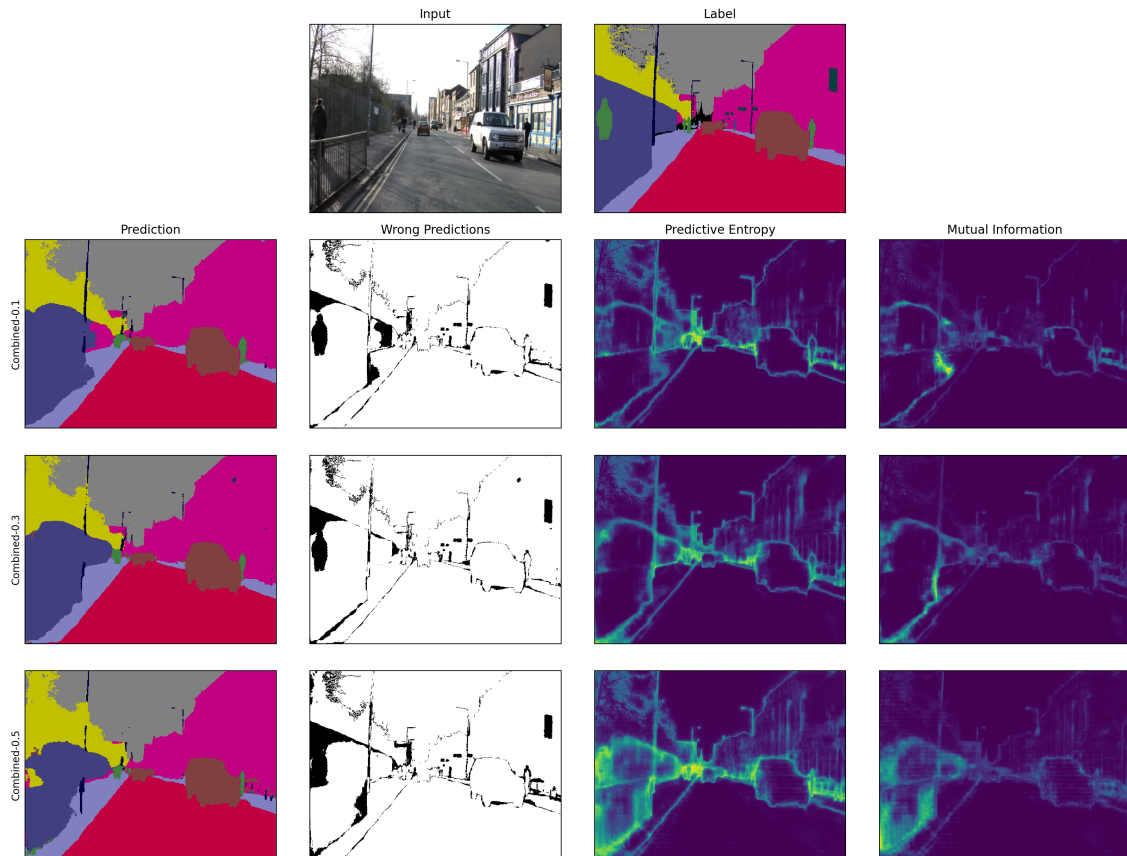 Input
Label
Prediction
Wrong Predictions
Predictive Entropy
Mutual Information
Combined-0.1
Combined-0.3
Combined-0.5